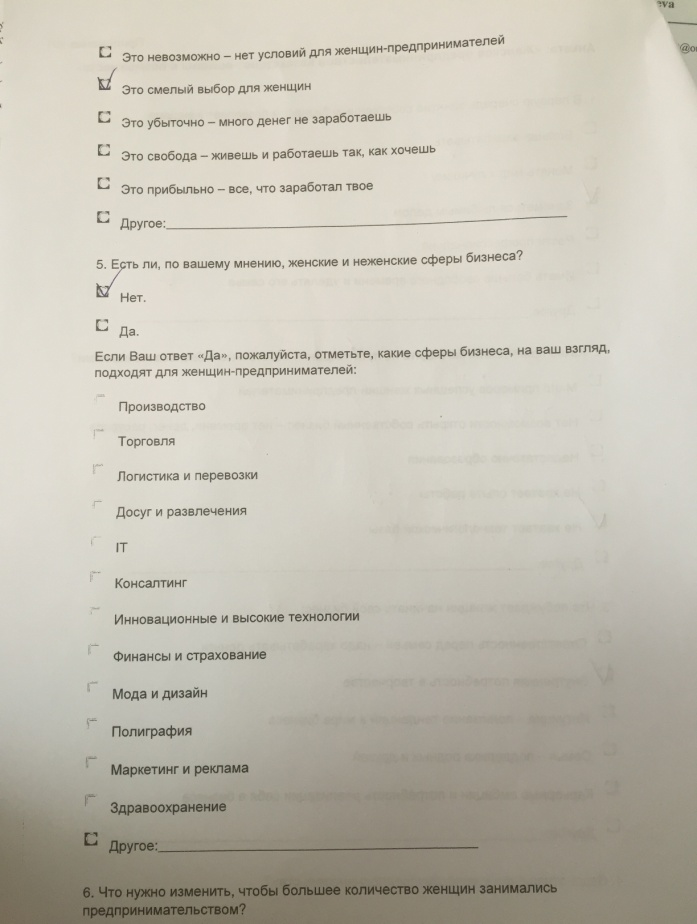 Это невозможно – нет условий для женщин-предпринимателей
Это смелый выбор для женщин
Это убыточно – много денег не заработаешь
Это свобода – живешь и работаешь так, как хочешь
Это прибыльно – все, что заработал твое
Другое:
5. Есть ли, по вашему мнению, женские и неженские сферы бизнеса?
Нет.
Да.
Если Ваш ответ «Да», пожалуйста, отметьте, какие сферы бизнеса, на ваш взгляд,
подходят для женщин-предпринимателей:
Производство
Торговля
Логистика и перевозки
Досуг и развлечения
IT
Консалтинг
Инновационные и высокие технологии
Финансы и страхование
Мода и дизайн
Полиграфия
Маркетинг и реклама
Здравоохранение
Другое:
6. Что нужно изменить, чтобы большее количество женщин занимались
предпринимательством?